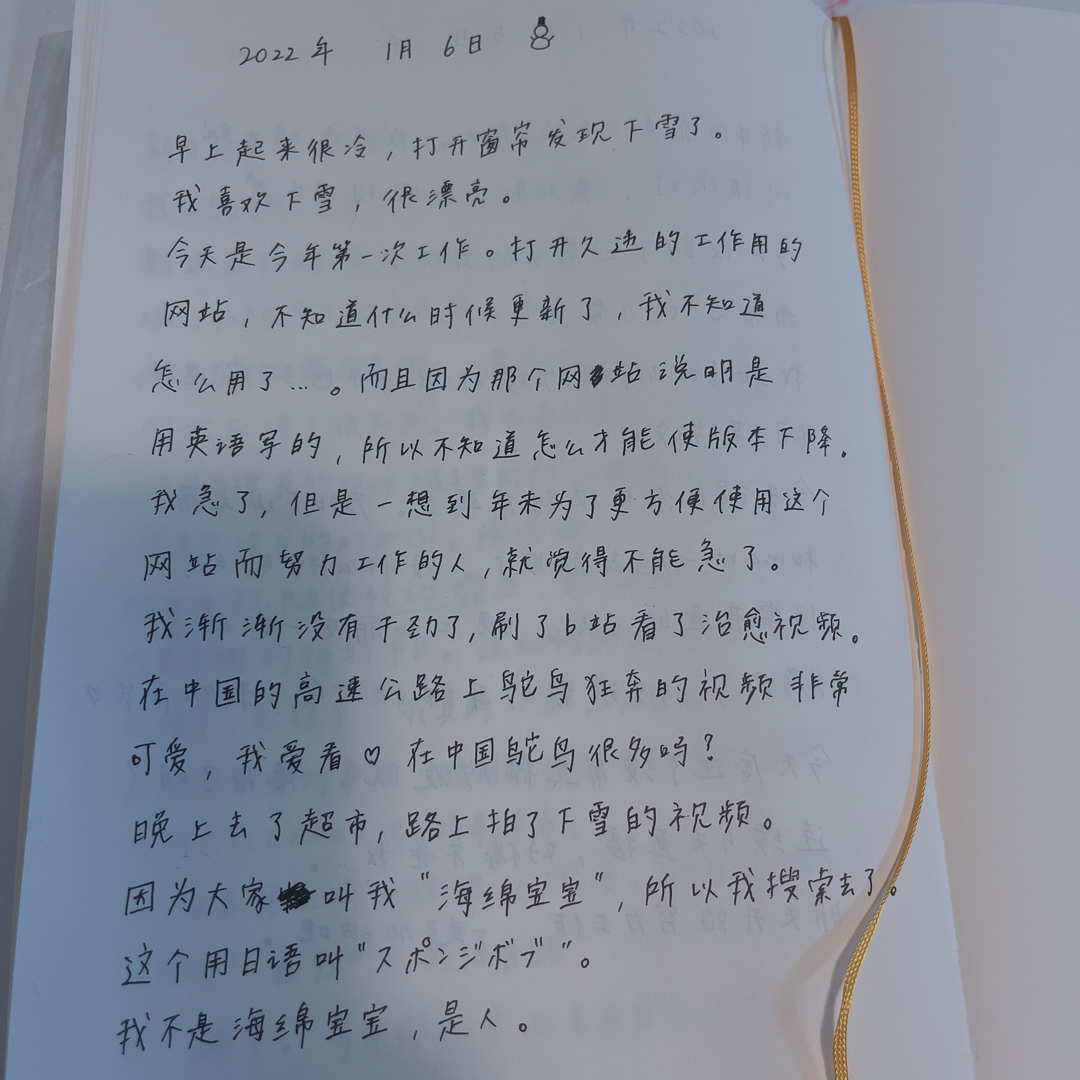 2022年 1月 6日
早上起来很冷，打开窗帘发现下雪了。
我喜欢下雪，很漂亮。
今天是今年第一次工作。打开久违的工作用的
网站，不知道什么时候更新了，我不知道
怎么用了…。而且因为那个网站说明是
用英语写的，所以不知道怎么才能使版本下降。
我急了，但是一想到年末为了更方便使用这个
网站而努力工作的人，就觉得不能急了。
我渐渐没有干劲了，刷了b站看了治愈视频。
在中国的高速公路上鸵鸟狂奔的视频非常
可爱，我爱看♡ 在中国鸵鸟很多吗？
晚上去了超市，路上拍了下雪的视频。
因为大家叫我“海绵宝宝”，所以我搜索去了。
这个用日语叫“スポンジボブ”。
我不是海绵宝宝，是人。